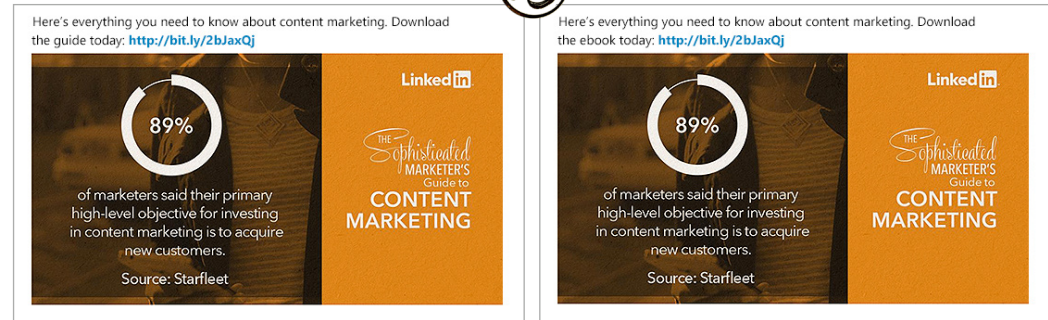 Here's everything you need to know about content marketing. Download
the guide today: http://bit.ly/2bJaxQj
89%
of marketers said their primary
high-level objective for investing
in content marketing is to acquire
new customers.
Source: Starfleet
Linked in
THE
Sophisticated
MARKETER'S
Guide to
CONTENT
MARKETING
Here's everything you need to know about content marketing. Download
the ebook today: http://bit.ly/2bJaxQj
89%
of marketers said their primary
high-level objective for investing
in content marketing is to acquire
new customers.
Source: Starfleet
Linked in
THE
Sophisticated
MARKETER'S
Guide to
CONTENT
MARKETING